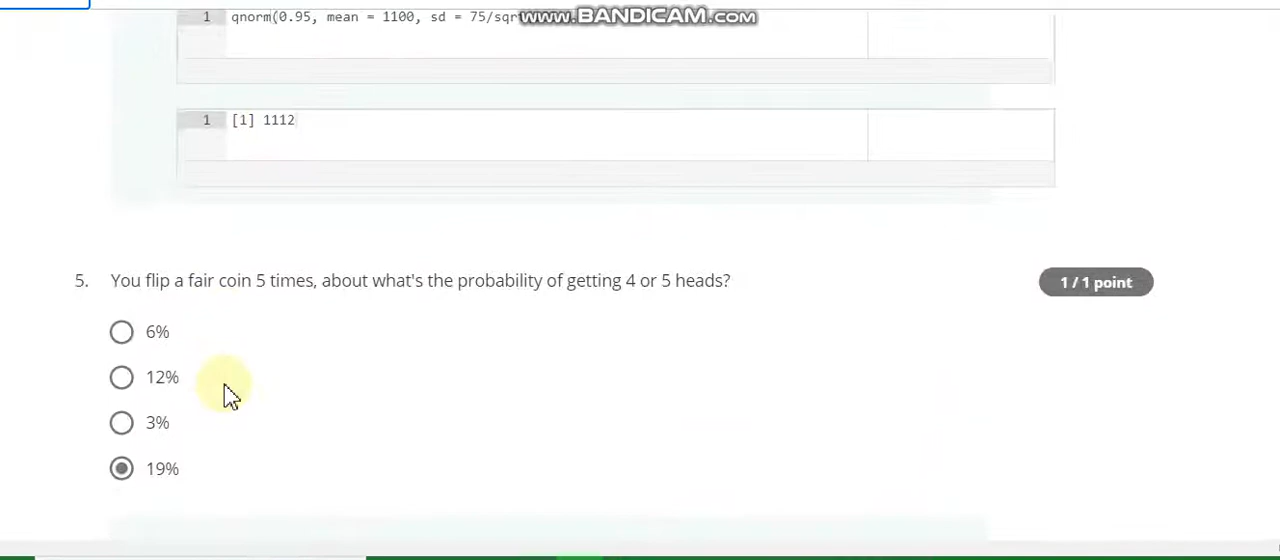 www.BANDICAM.com
1 qnorm(0.95, mean = 1100, sd = 75/sqr
1 [1] 1112
5. You flip a fair coin 5 times, about what's the probability of getting 4 or 5 heads? 1 / 1 point
6%
12%
3%
19%